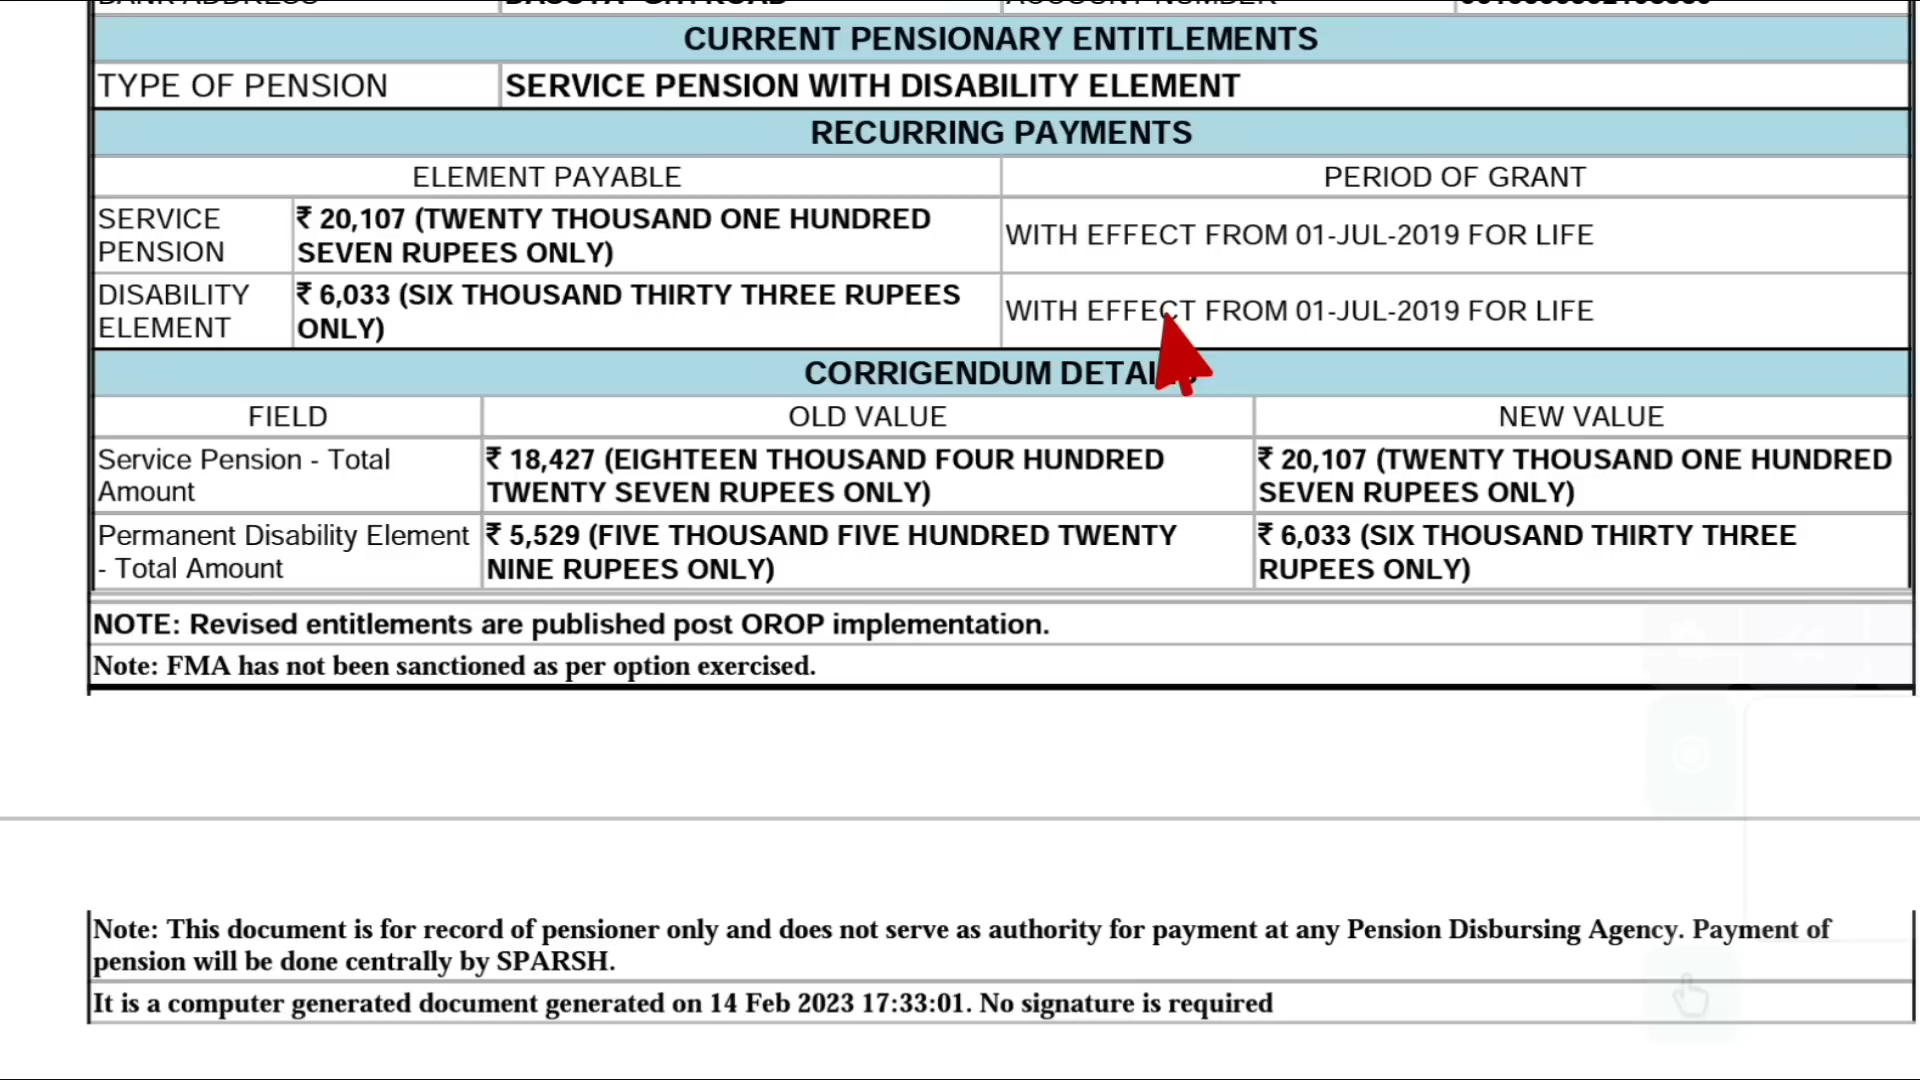 BANK ADDRESS
ACCOUNT NUMBER
CURRENT PENSIONARY ENTITLEMENTS
TYPE OF PENSION SERVICE PENSION WITH DISABILITY ELEMENT
RECURRING PAYMENTS
ELEMENT PAYABLE PERIOD OF GRANT
SERVICE PENSION
₹ 20,107 (TWENTY THOUSAND ONE HUNDRED
SEVEN RUPEES ONLY)
WITH EFFECT FROM 01-JUL-2019 FOR LIFE
DISABILITY ELEMENT
₹ 6,033 (SIX THOUSAND THIRTY THREE RUPEES
ONLY)
WITH EFFECT FROM 01-JUL-2019 FOR LIFE
CORRIGENDUM DETAILS
FIELD OLD VALUE NEW VALUE
Service Pension - Total
Amount
₹ 18,427 (EIGHTEEN THOUSAND FOUR HUNDRED
TWENTY SEVEN RUPEES ONLY)
₹ 20,107 (TWENTY THOUSAND ONE HUNDRED
SEVEN RUPEES ONLY)
Permanent Disability Element
- Total Amount
₹ 5,529 (FIVE THOUSAND FIVE HUNDRED TWENTY
NINE RUPEES ONLY)
₹ 6,033 (SIX THOUSAND THIRTY THREE
RUPEES ONLY)
NOTE: Revised entitlements are published post OROP implementation.
Note: FMA has not been sanctioned as per option exercised.
Note: This document is for record of pensioner only and does not serve as authority for payment at any Pension Disbursing Agency. Payment of
pension will be done centrally by SPARSH.
It is a computer generated document generated on 14 Feb 2023 17:33:01. No signature is required